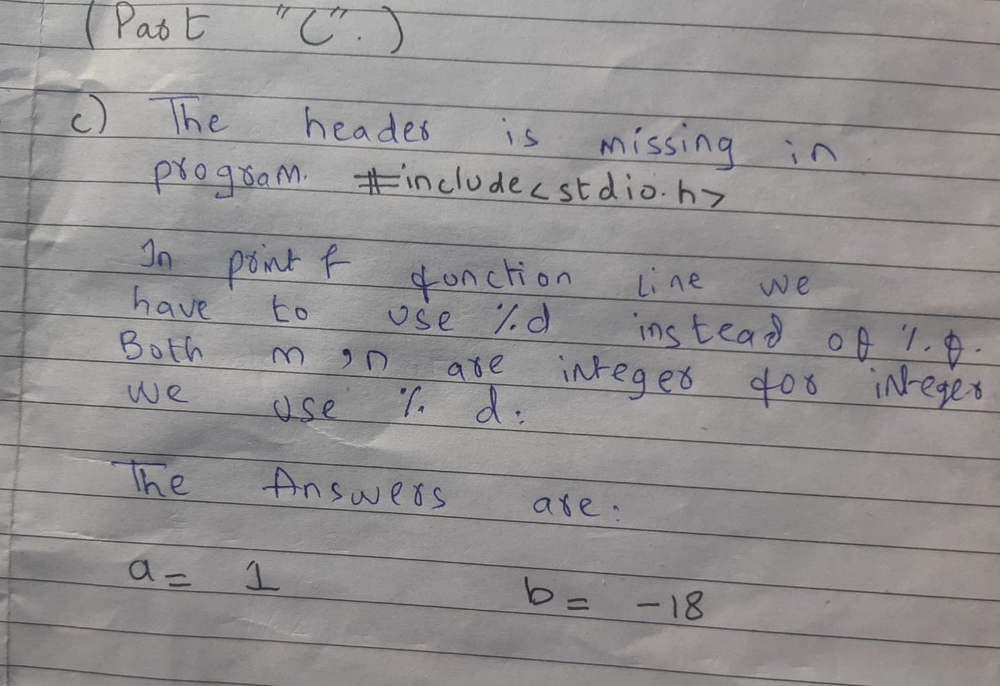 (Part "C".)
c) The header is missing in
program. #include<stdio.h>
In printf function Line we
have to use %d instead of %f.
Both m,n are integer for integer
we use % d.
The Answers are:
a= 1 b= -18